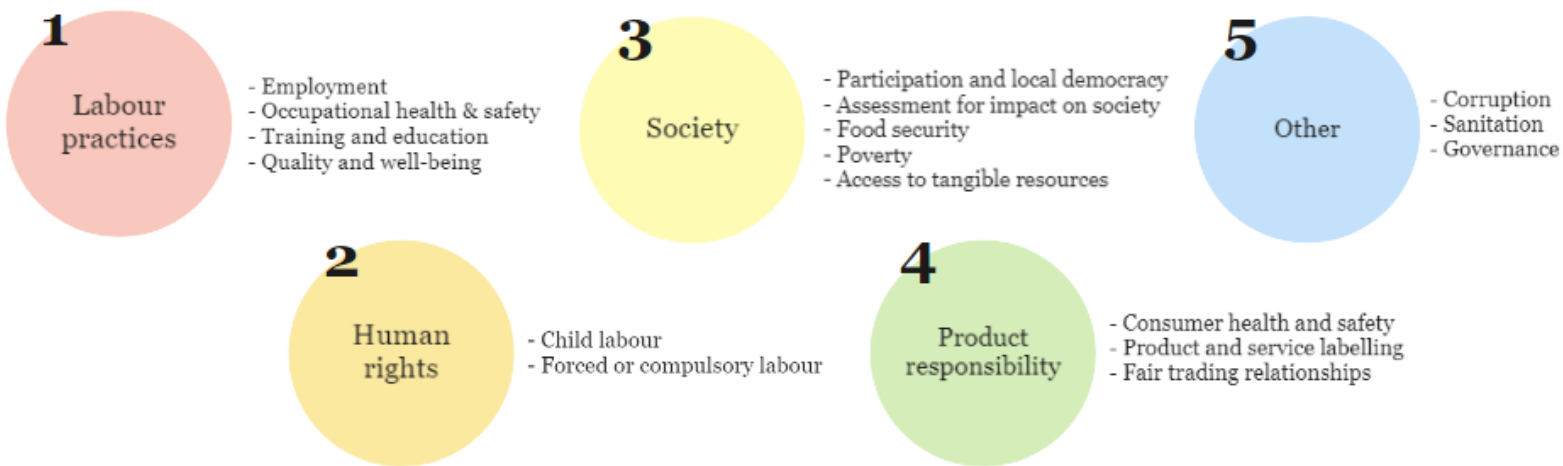 1
Labour
practices
- Employment
- Occupational health & safety
- Training and education
- Quality and well-being
2
Human
rights
- Child labour
- Forced or compulsory labour
3
Society
- Participation and local democracy
- Assessment for impact on society
- Food security
- Poverty
- Access to tangible resources
4
Product
responsibility
- Consumer health and safety
- Product and service labelling
- Fair trading relationships
5
Other
- Corruption
- Sanitation
- Governance